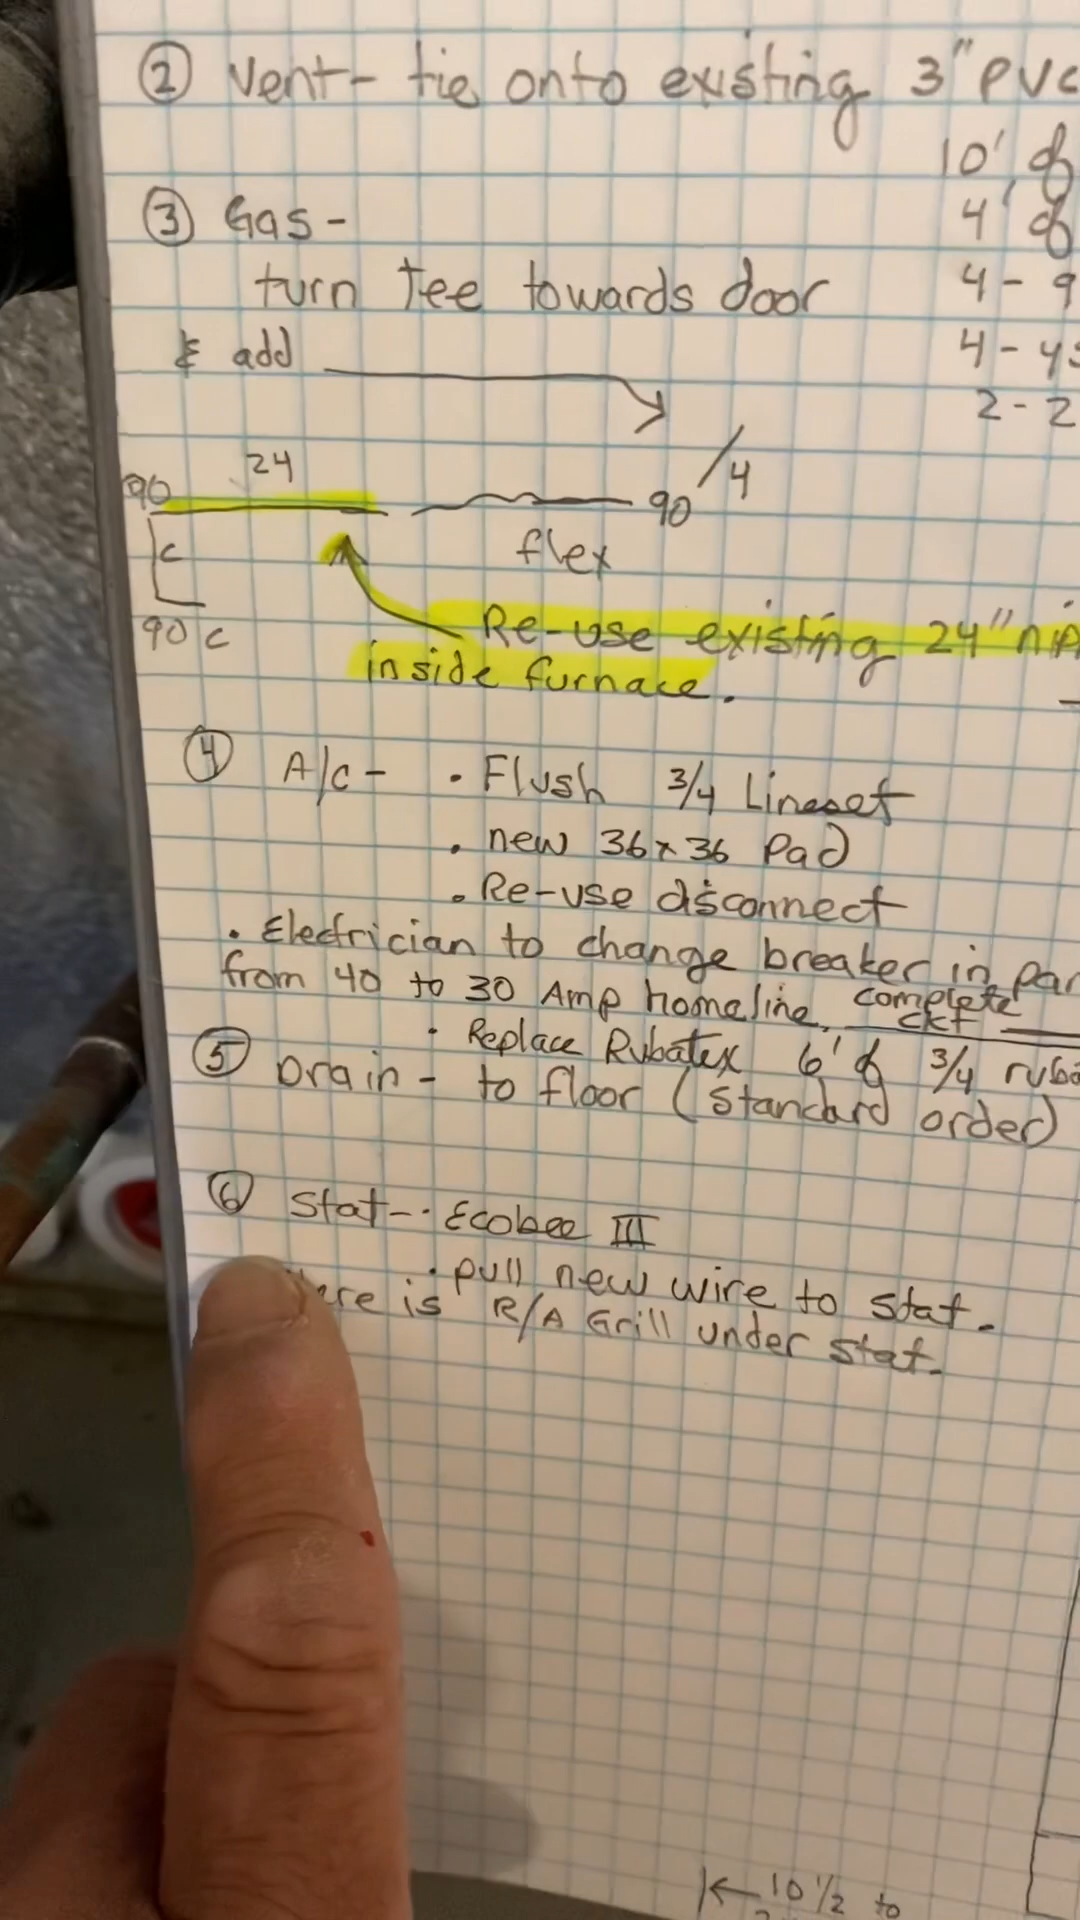 ② Vent- tie onto existing 3" PVC
10' of
4' of
③ Gas -
turn Tee towards door
4 - 9
& add
4 - 4
2 - 2
90 24 flex 90 /4
C
90 C
Re-use existing 24" nip
inside furnace.
④ A/C - • Flush 3/4 Lineset
• new 36x36 Pad
• Re-use disconnect
• Electrician to change breaker in pan
from 40 to 30 Amp homeline, complete ckt
• Replace Rubatex 6' of 3/4 ruba
⑤ Drain - to floor (standard order)
⑥ Stat-• Ecobee III
• pull new wire to stat.
ere is R/A Grill under stat.
10 1/2 to